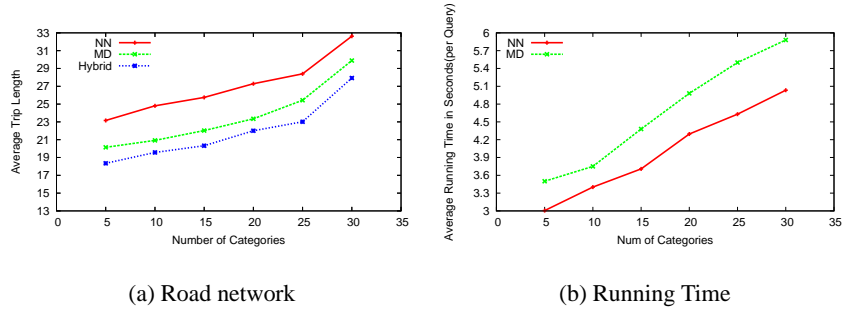 33
31
29
27
25
23
21
19
17
15
13
0 5 10 15 20 25 30 35
Average Trip Length
Number of Categories
NN
MD
Hybrid
6
5.7
5.4
5.1
4.8
4.5
4.2
3.9
3.6
3.3
3
0 5 10 15 20 25 30 35
Average Running Time in Seconds(per Query)
Num of Categories
NN
MD
(a) Road network
(b) Running Time